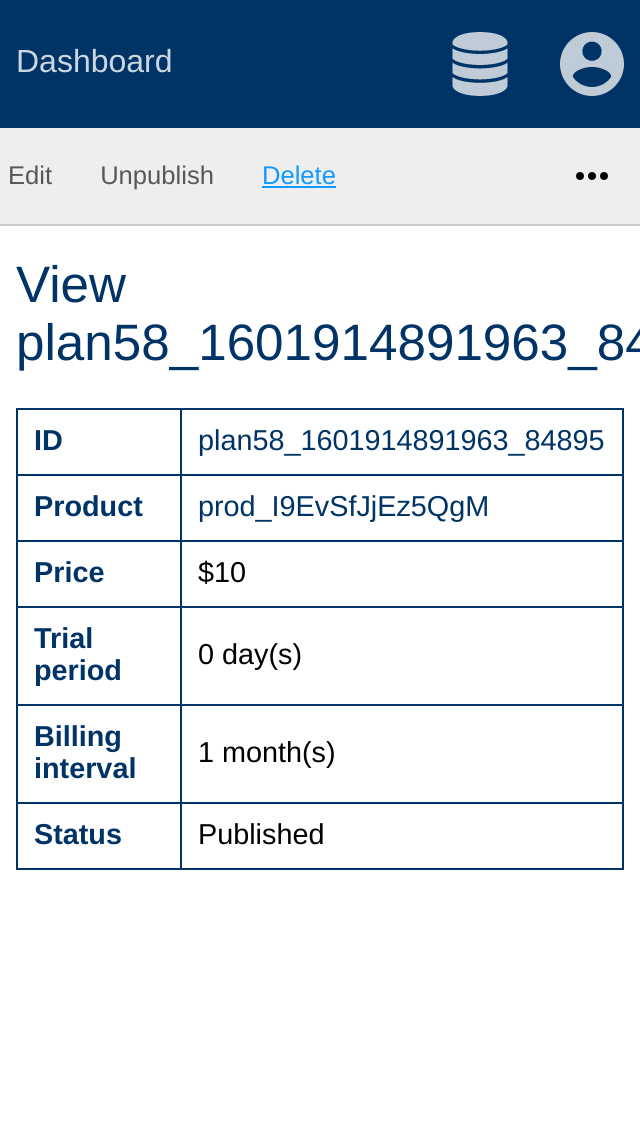 Dashboard
Edit Unpublish Delete
View
plan58_1601914891963_84
ID plan58_1601914891963_84895
Product prod_I9EvSfJjEz5QgM
Price $10
Trial
period 0 day(s)
Billing
interval 1 month(s)
Status Published